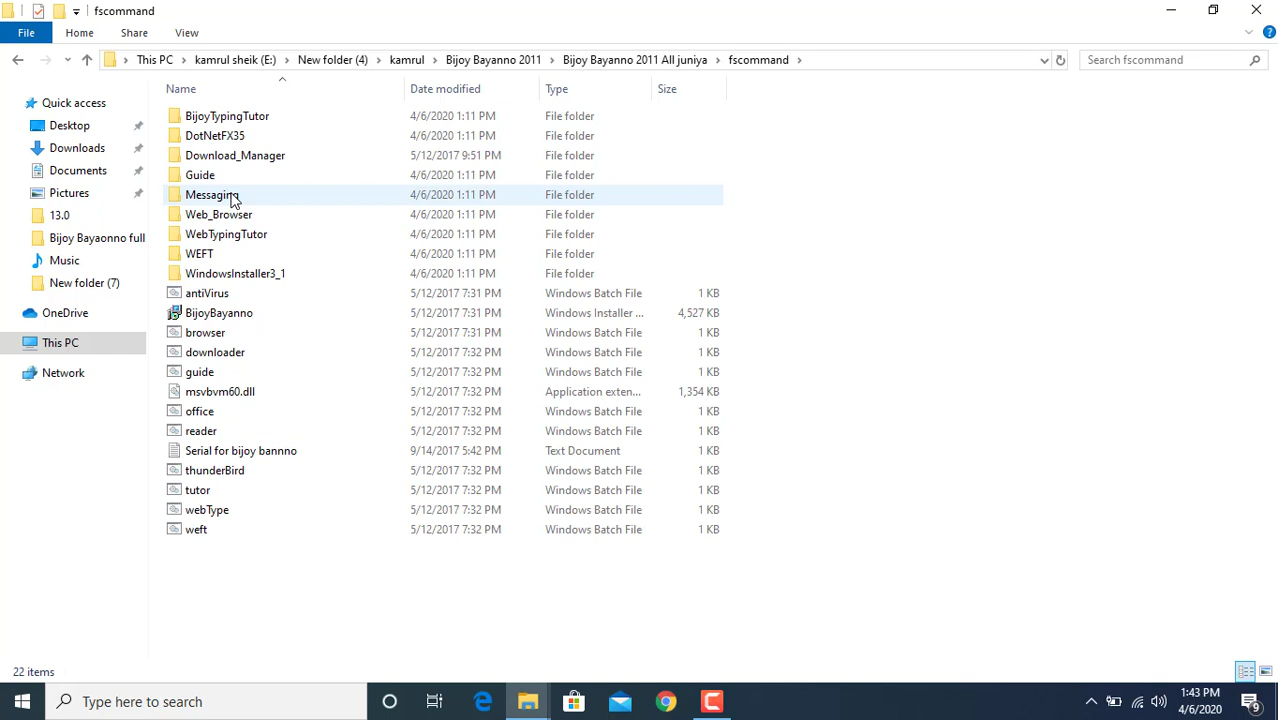 fscommand
File Home Share View
This PC kamrul sheik (E:) New folder (4) kamrul Bijoy Bayanno 2011 Bijoy Bayanno 2011 All juniya fscommand Search fscommand
Name Date modified Type Size
Quick access
Desktop
Downloads
Documents
Pictures
13.0
Bijoy Bayaonno full
Music
New folder (7)
OneDrive
This PC
Network
BijoyTypingTutor 4/6/2020 1:11 PM File folder
DotNetFX35 4/6/2020 1:11 PM File folder
Download_Manager 5/12/2017 9:51 PM File folder
Guide 4/6/2020 1:11 PM File folder
Messaging 4/6/2020 1:11 PM File folder
Web_Browser 4/6/2020 1:11 PM File folder
WebTypingTutor 4/6/2020 1:11 PM File folder
WEFT 4/6/2020 1:11 PM File folder
WindowsInstaller3_1 4/6/2020 1:11 PM File folder
antiVirus 5/12/2017 7:31 PM Windows Batch File 1 KB
BijoyBayanno 5/12/2017 7:31 PM Windows Installer ... 4,527 KB
browser 5/12/2017 7:31 PM Windows Batch File 1 KB
downloader 5/12/2017 7:32 PM Windows Batch File 1 KB
guide 5/12/2017 7:32 PM Windows Batch File 1 KB
msvbvm60.dll 5/12/2017 7:32 PM Application exten... 1,354 KB
office 5/12/2017 7:32 PM Windows Batch File 1 KB
reader 5/12/2017 7:32 PM Windows Batch File 1 KB
Serial for bijoy bannno 9/14/2017 5:42 PM Text Document 1 KB
thunderBird 5/12/2017 7:32 PM Windows Batch File 1 KB
tutor 5/12/2017 7:32 PM Windows Batch File 1 KB
webType 5/12/2017 7:32 PM Windows Batch File 1 KB
weft 5/12/2017 7:32 PM Windows Batch File 1 KB
22 items
Type here to search
1:43 PM
4/6/2020
9